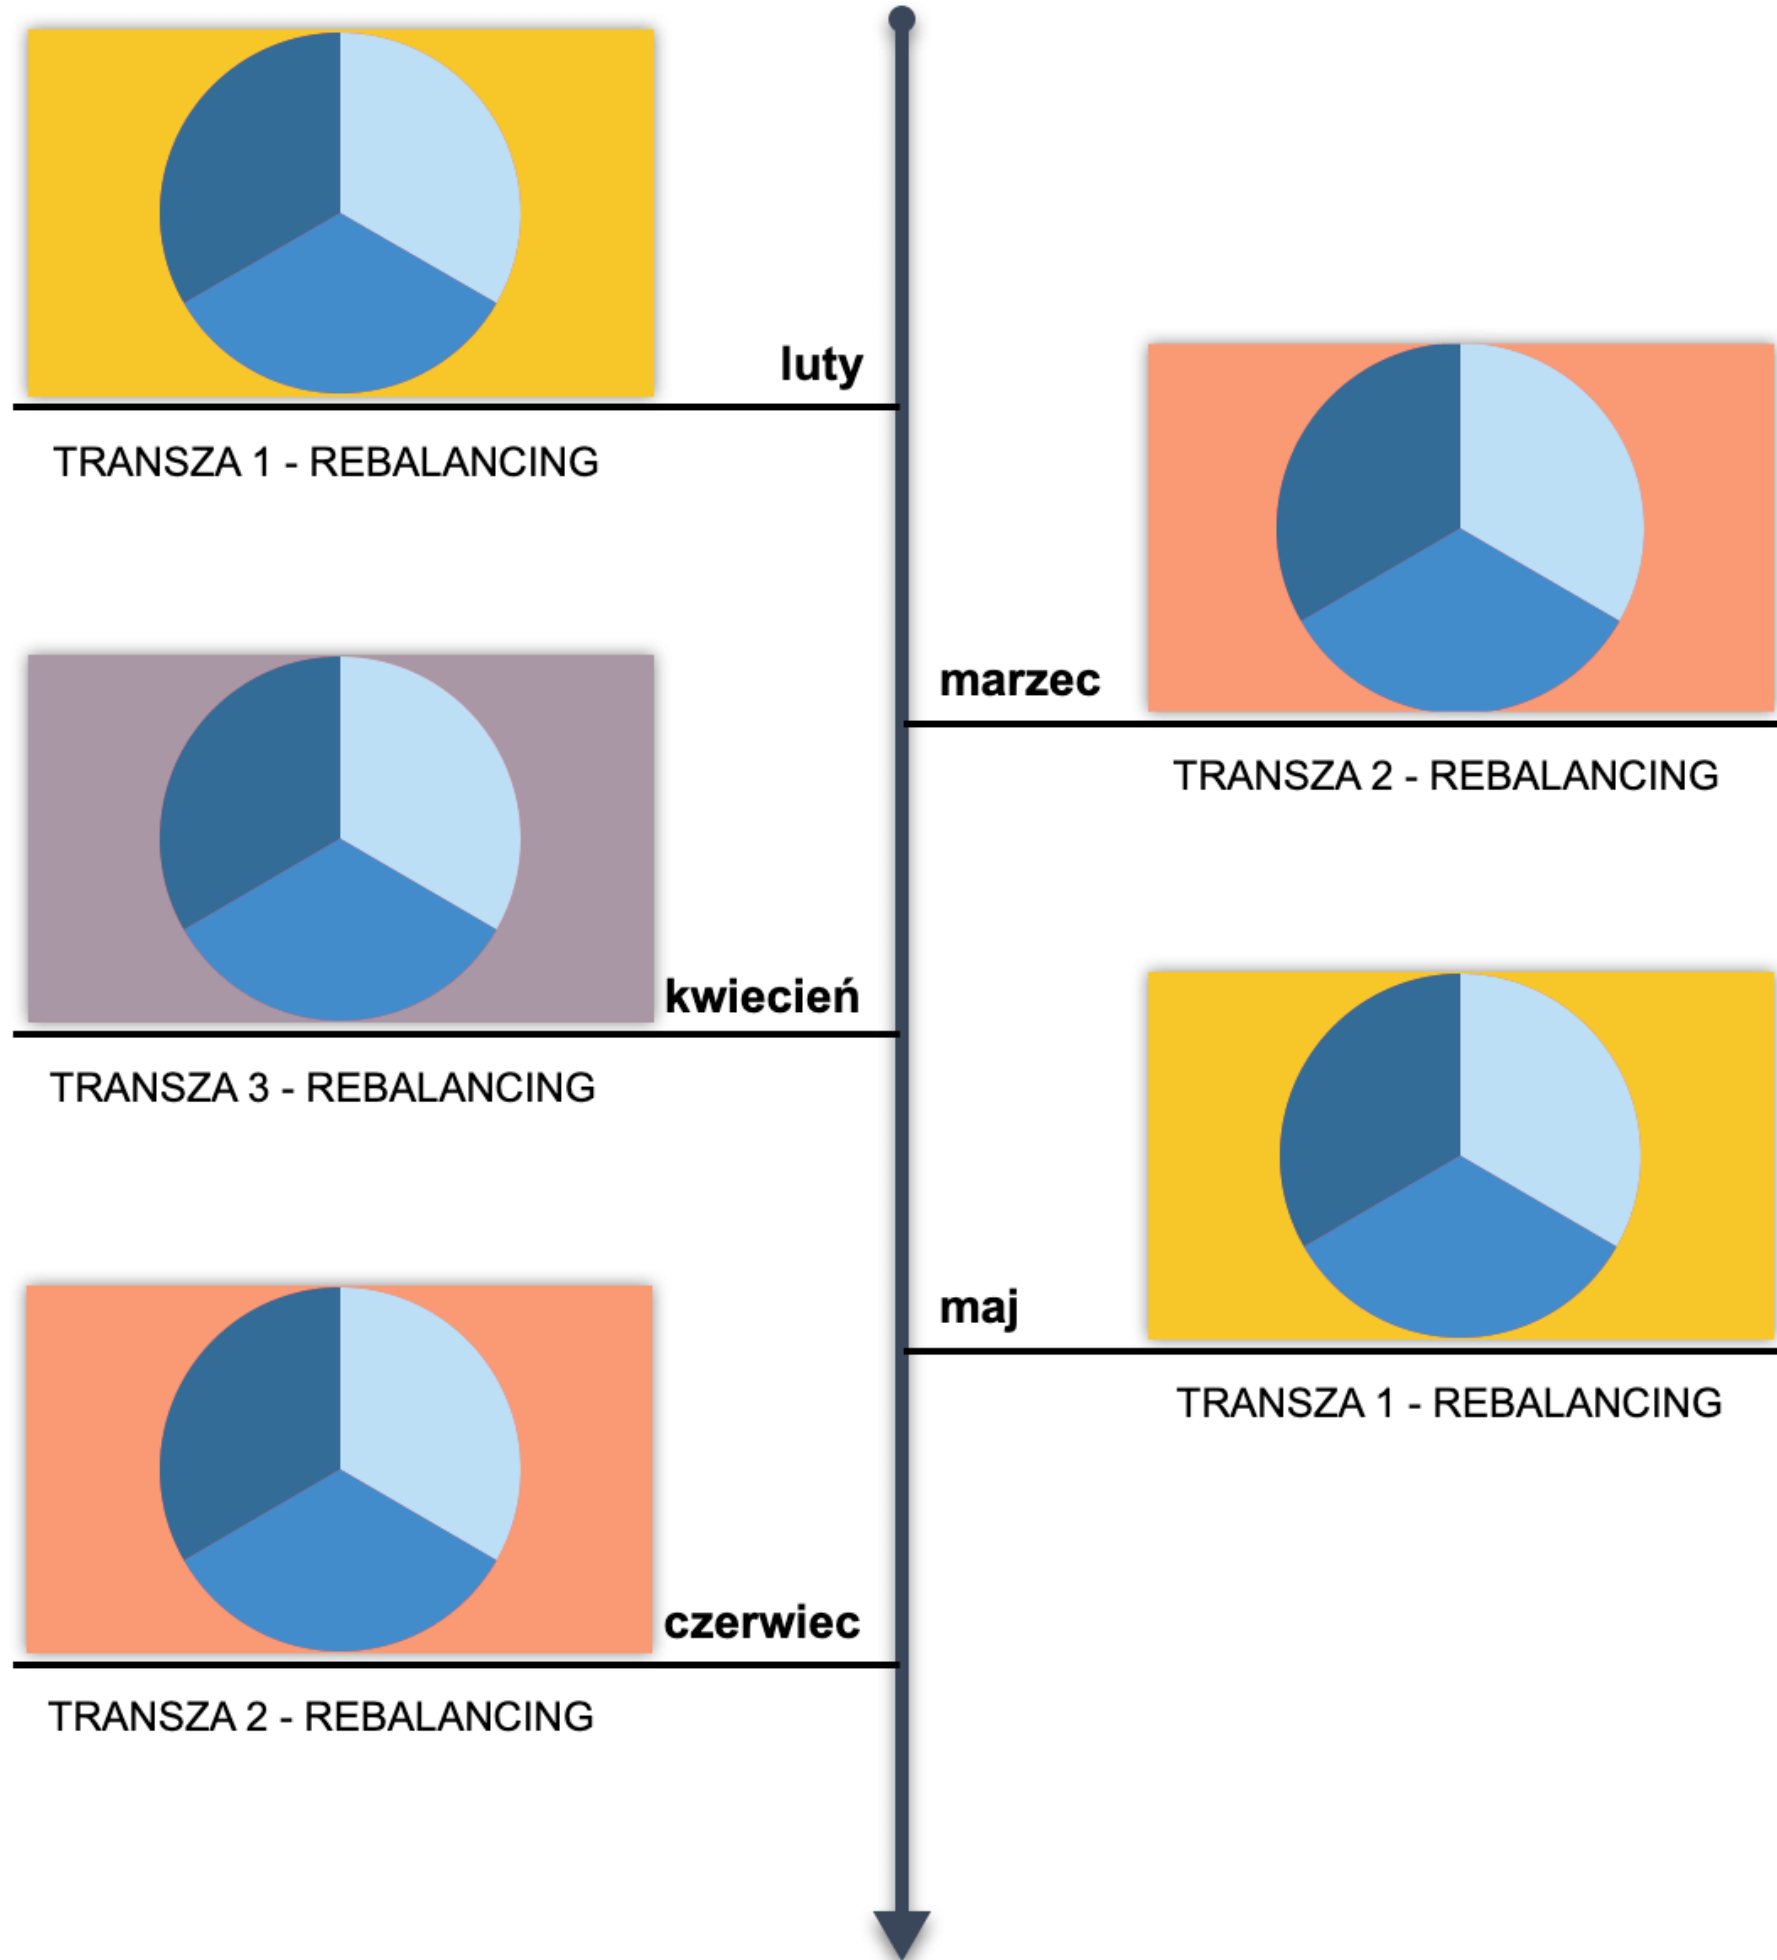 luty
TRANSZA 1 - REBALANCING
marzec
TRANSZA 2 - REBALANCING
kwiecień
TRANSZA 3 - REBALANCING
maj
TRANSZA 1 - REBALANCING
czerwiec
TRANSZA 2 - REBALANCING